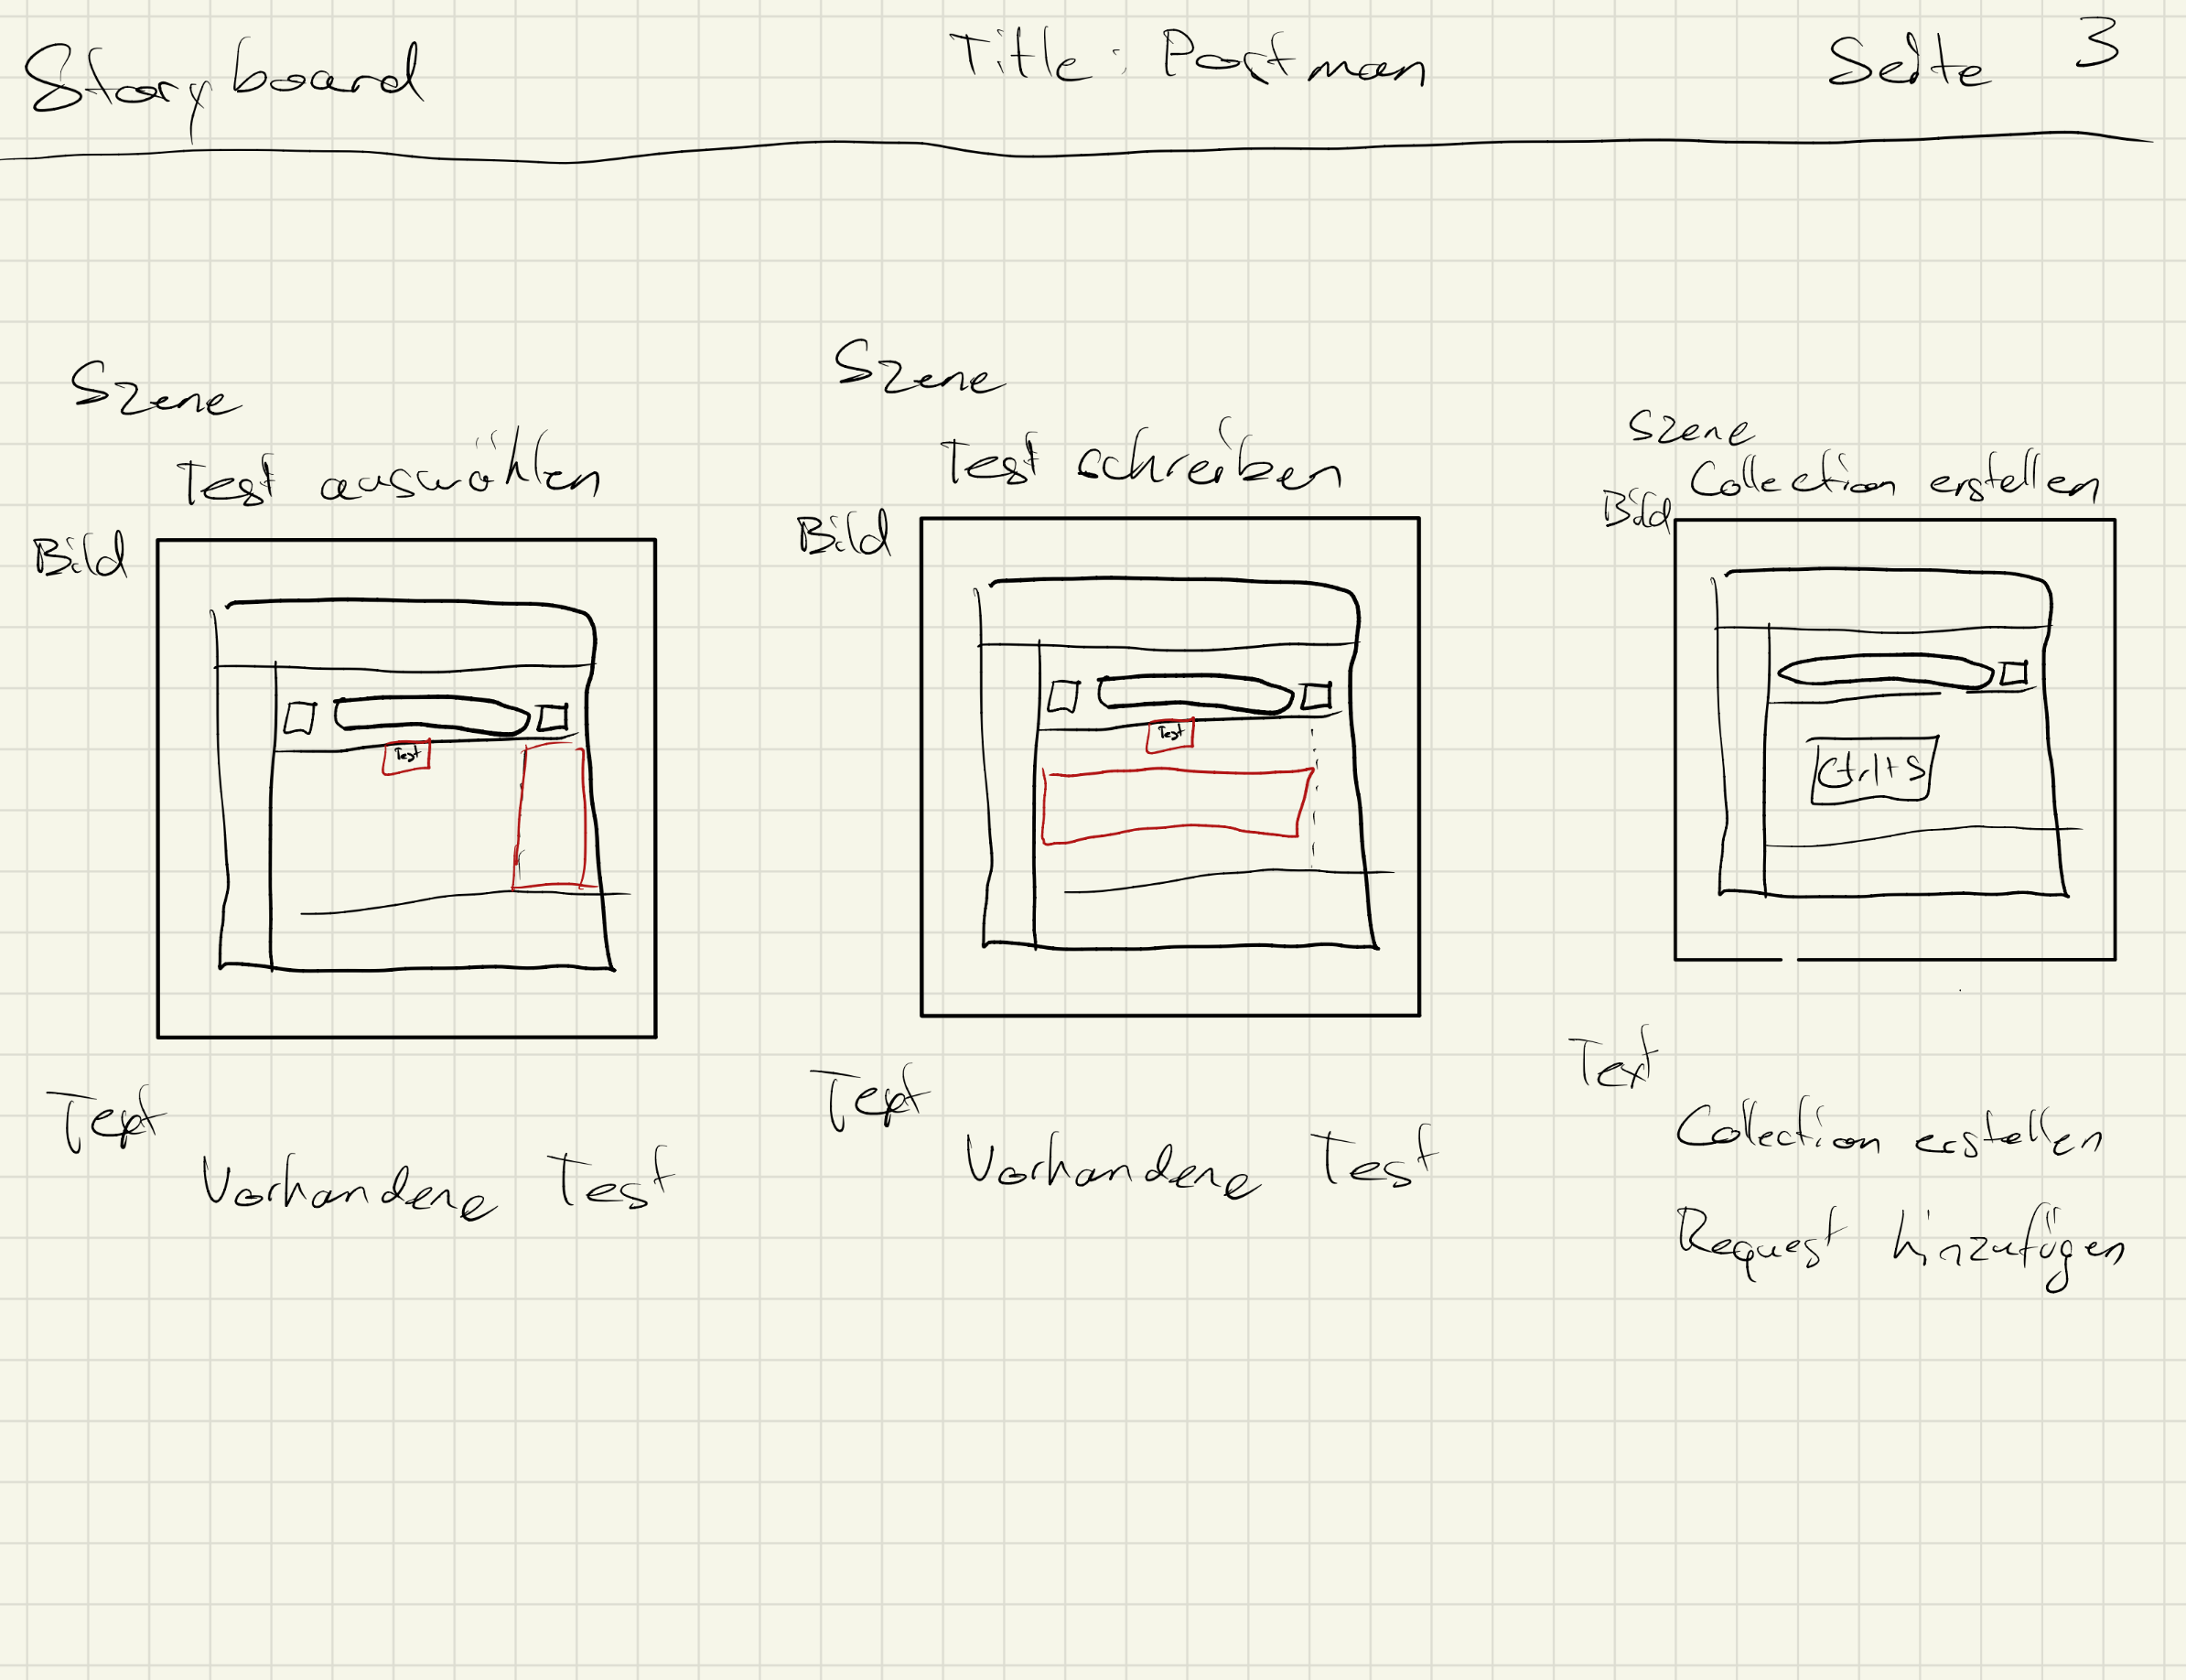 Storyboard
Title: Postman
Seite 3
Szene
Test auswählen
Bild
Test
Text
Vorhandene Test
Szene
Test schreiben
Bild
Test
Text
Vorhandene Test
Szene
Collection erstellen
Bild
Ctrl+S
Text
Collection erstellen
Request hinzufügen